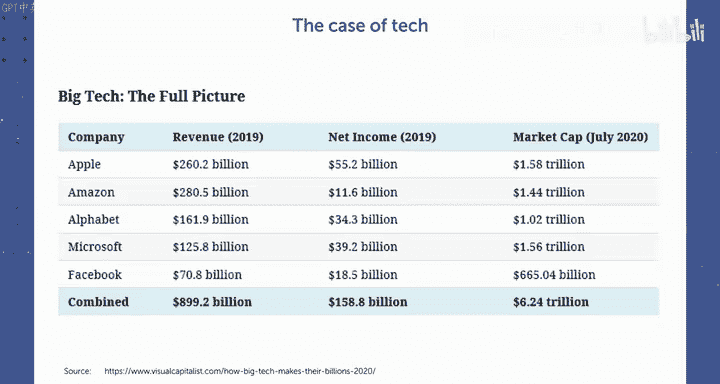 The case of tech
Big Tech: The Full Picture
Company Revenue (2019) Net Income (2019) Market Cap (July 2020)
Apple $260.2 billion $55.2 billion $1.58 trillion
Amazon $280.5 billion $11.6 billion $1.44 trillion
Alphabet $161.9 billion $34.3 billion $1.02 trillion
Microsoft $125.8 billion $39.2 billion $1.56 trillion
Facebook $70.8 billion $18.5 billion $665.04 billion
Combined $899.2 billion $158.8 billion $6.24 trillion
Source: https://www.visualcapitalist.com/how-big-tech-makes-their-billions-2020/